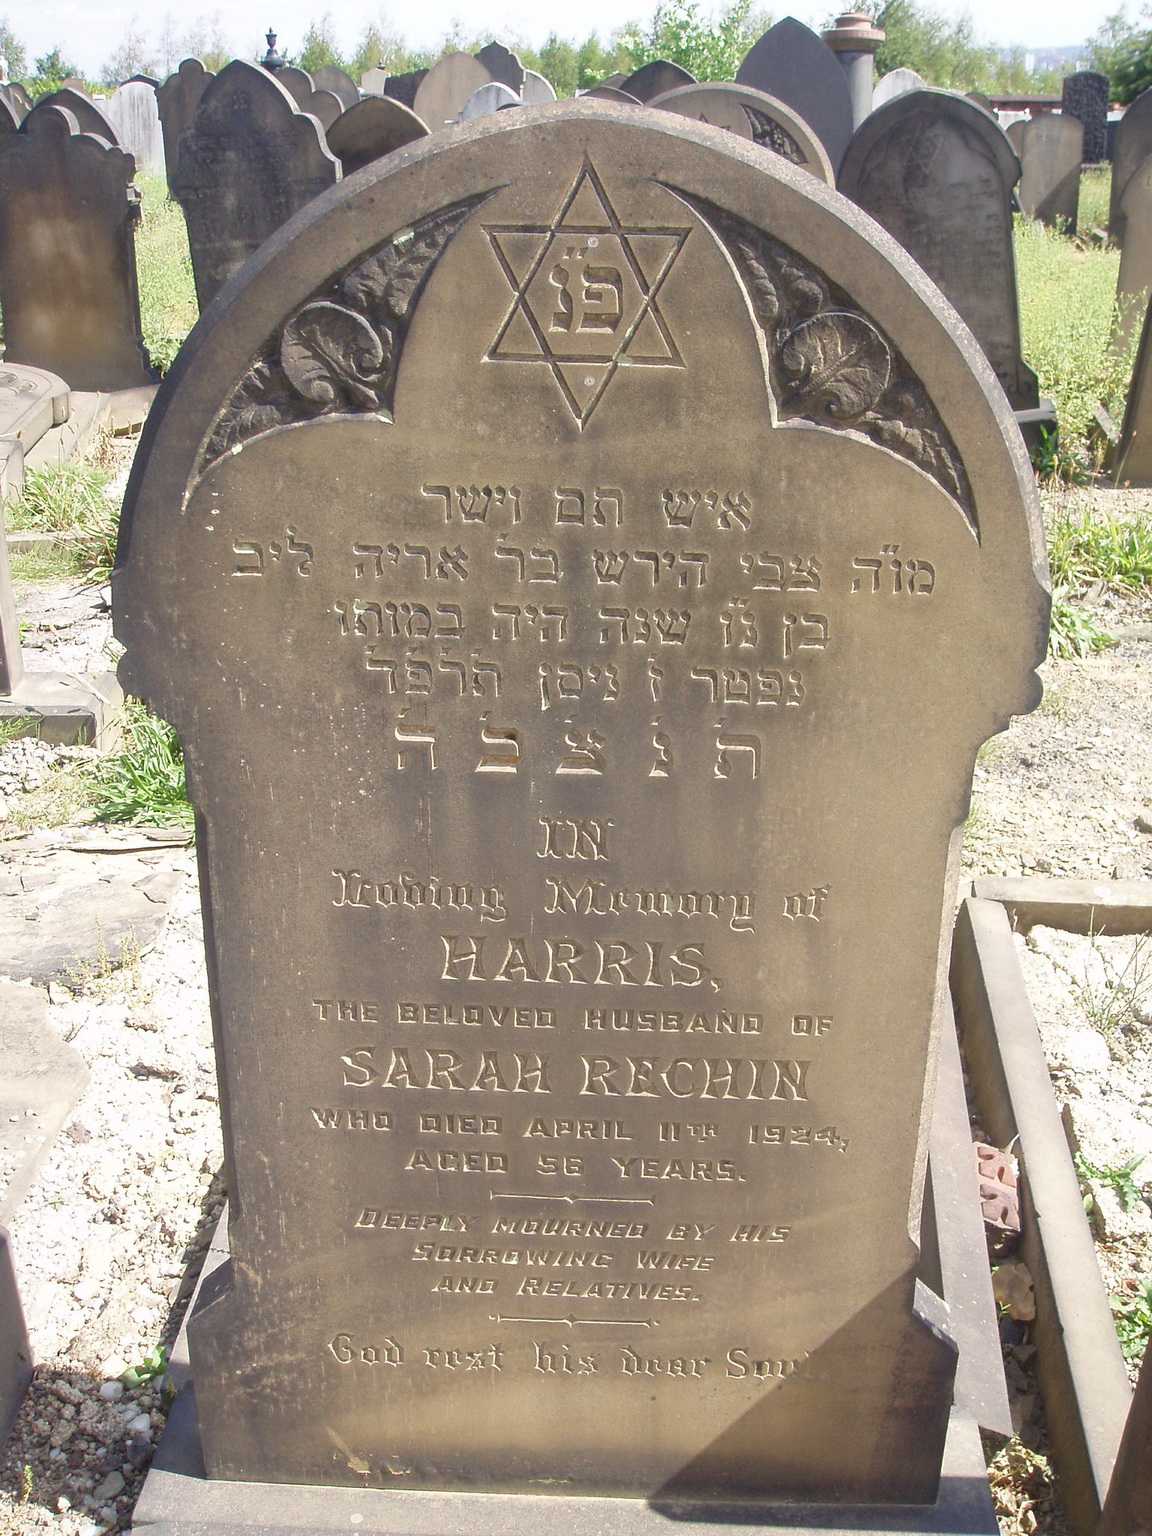 פ״נ
איש תם וישר
מו״ה צבי הירש בר אריה ליב
בן נ״ו שנה היה במותו
נפטר ז ניסן תרפד
ת נ צ ב ה
IN
Loving Memory of
HARRIS,
THE BELOVED HUSBAND OF
SARAH RECHIN
WHO DIED APRIL 11TH 1924,
AGED 56 YEARS.
DEEPLY MOURNED BY HIS
SORROWING WIFE
AND RELATIVES.
God rest his dear Soul.